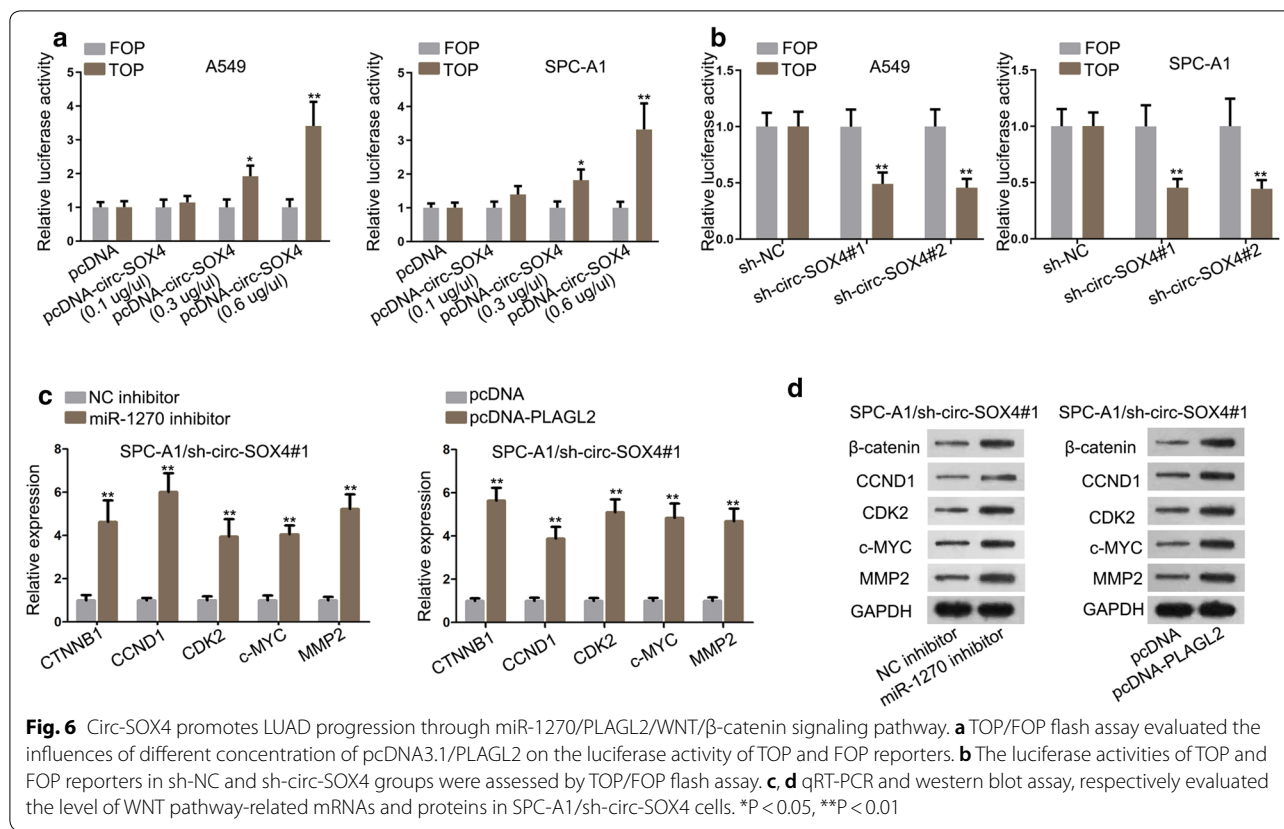 a
FOP
TOP
A549
Relative luciferase activity
5
4
3
2
1
0
*
**
pcDNA
pcDNA-circ-SOX4
(0.1 ug/ul)
pcDNA-circ-SOX4
(0.3 ug/ul)
pcDNA-circ-SOX4
(0.6 ug/ul)
FOP
TOP
SPC-A1
Relative luciferase activity
5
4
3
2
1
0
*
**
pcDNA
pcDNA-circ-SOX4
(0.1 ug/ul)
pcDNA-circ-SOX4
(0.3 ug/ul)
pcDNA-circ-SOX4
(0.6 ug/ul)
b
FOP
TOP
A549
Relative luciferase activity
1.5
1.0
0.5
0.0
**
**
sh-NC
sh-circ-SOX4#1
sh-circ-SOX4#2
FOP
TOP
SPC-A1
Relative luciferase activity
1.5
1.0
0.5
0.0
**
**
sh-NC
sh-circ-SOX4#1
sh-circ-SOX4#2
c
NC inhibitor
miR-1270 inhibitor
SPC-A1/sh-circ-SOX4#1
Relative expression
8
6
4
2
0
**
**
**
**
**
CTNNB1
CCND1
CDK2
c-MYC
MMP2
pcDNA
pcDNA-PLAGL2
SPC-A1/sh-circ-SOX4#1
Relative expression
8
6
4
2
0
**
**
**
**
**
CTNNB1
CCND1
CDK2
c-MYC
MMP2
d
SPC-A1/sh-circ-SOX4#1
β-catenin
CCND1
CDK2
c-MYC
MMP2
GAPDH
NC inhibitor
miR-1270 inhibitor
SPC-A1/sh-circ-SOX4#1
β-catenin
CCND1
CDK2
c-MYC
MMP2
GAPDH
pcDNA
pcDNA-PLAGL2
Fig. 6 Circ-SOX4 promotes LUAD progression through miR-1270/PLAGL2/WNT/β-catenin signaling pathway. a TOP/FOP flash assay evaluated the
influences of different concentration of pcDNA3.1/PLAGL2 on the luciferase activity of TOP and FOP reporters. b The luciferase activities of TOP and
FOP reporters in sh-NC and sh-circ-SOX4 groups were assessed by TOP/FOP flash assay. c, d qRT-PCR and western blot assay, respectively evaluated
the level of WNT pathway-related mRNAs and proteins in SPC-A1/sh-circ-SOX4 cells. *P < 0.05, **P < 0.01